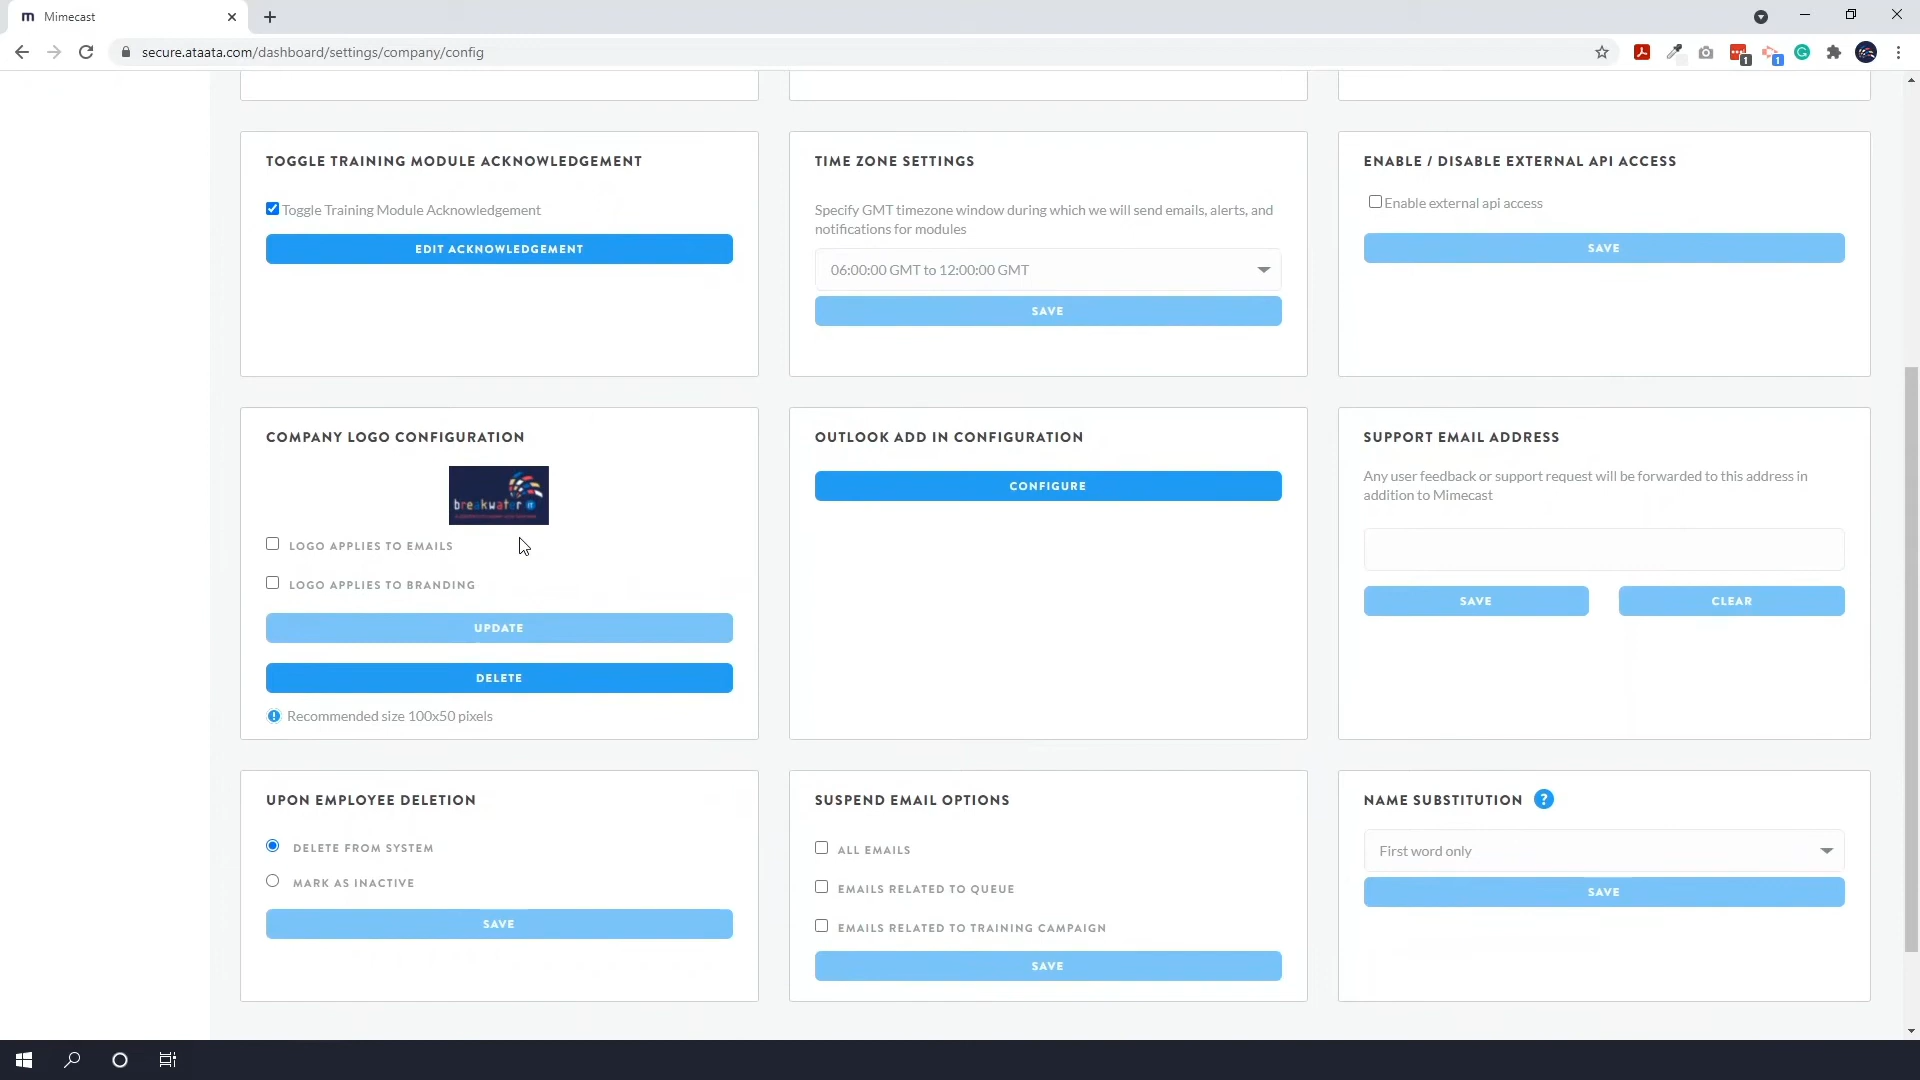 Mimecast
secure.ataata.com/dashboard/settings/company/config
1
1
TOGGLE TRAINING MODULE ACKNOWLEDGEMENT
Toggle Training Module Acknowledgement
EDIT ACKNOWLEDGEMENT
TIME ZONE SETTINGS
Specify GMT timezone window during which we will send emails, alerts, and
notifications for modules
06:00:00 GMT to 12:00:00 GMT
SAVE
ENABLE / DISABLE EXTERNAL API ACCESS
Enable external api access
SAVE
COMPANY LOGO CONFIGURATION
breakwater IT
LOGO APPLIES TO EMAILS
LOGO APPLIES TO BRANDING
UPDATE
DELETE
Recommended size 100x50 pixels
OUTLOOK ADD IN CONFIGURATION
CONFIGURE
SUPPORT EMAIL ADDRESS
Any user feedback or support request will be forwarded to this address in
addition to Mimecast
SAVE
CLEAR
UPON EMPLOYEE DELETION
DELETE FROM SYSTEM
MARK AS INACTIVE
SAVE
SUSPEND EMAIL OPTIONS
ALL EMAILS
EMAILS RELATED TO QUEUE
EMAILS RELATED TO TRAINING CAMPAIGN
SAVE
NAME SUBSTITUTION ?
First word only
SAVE